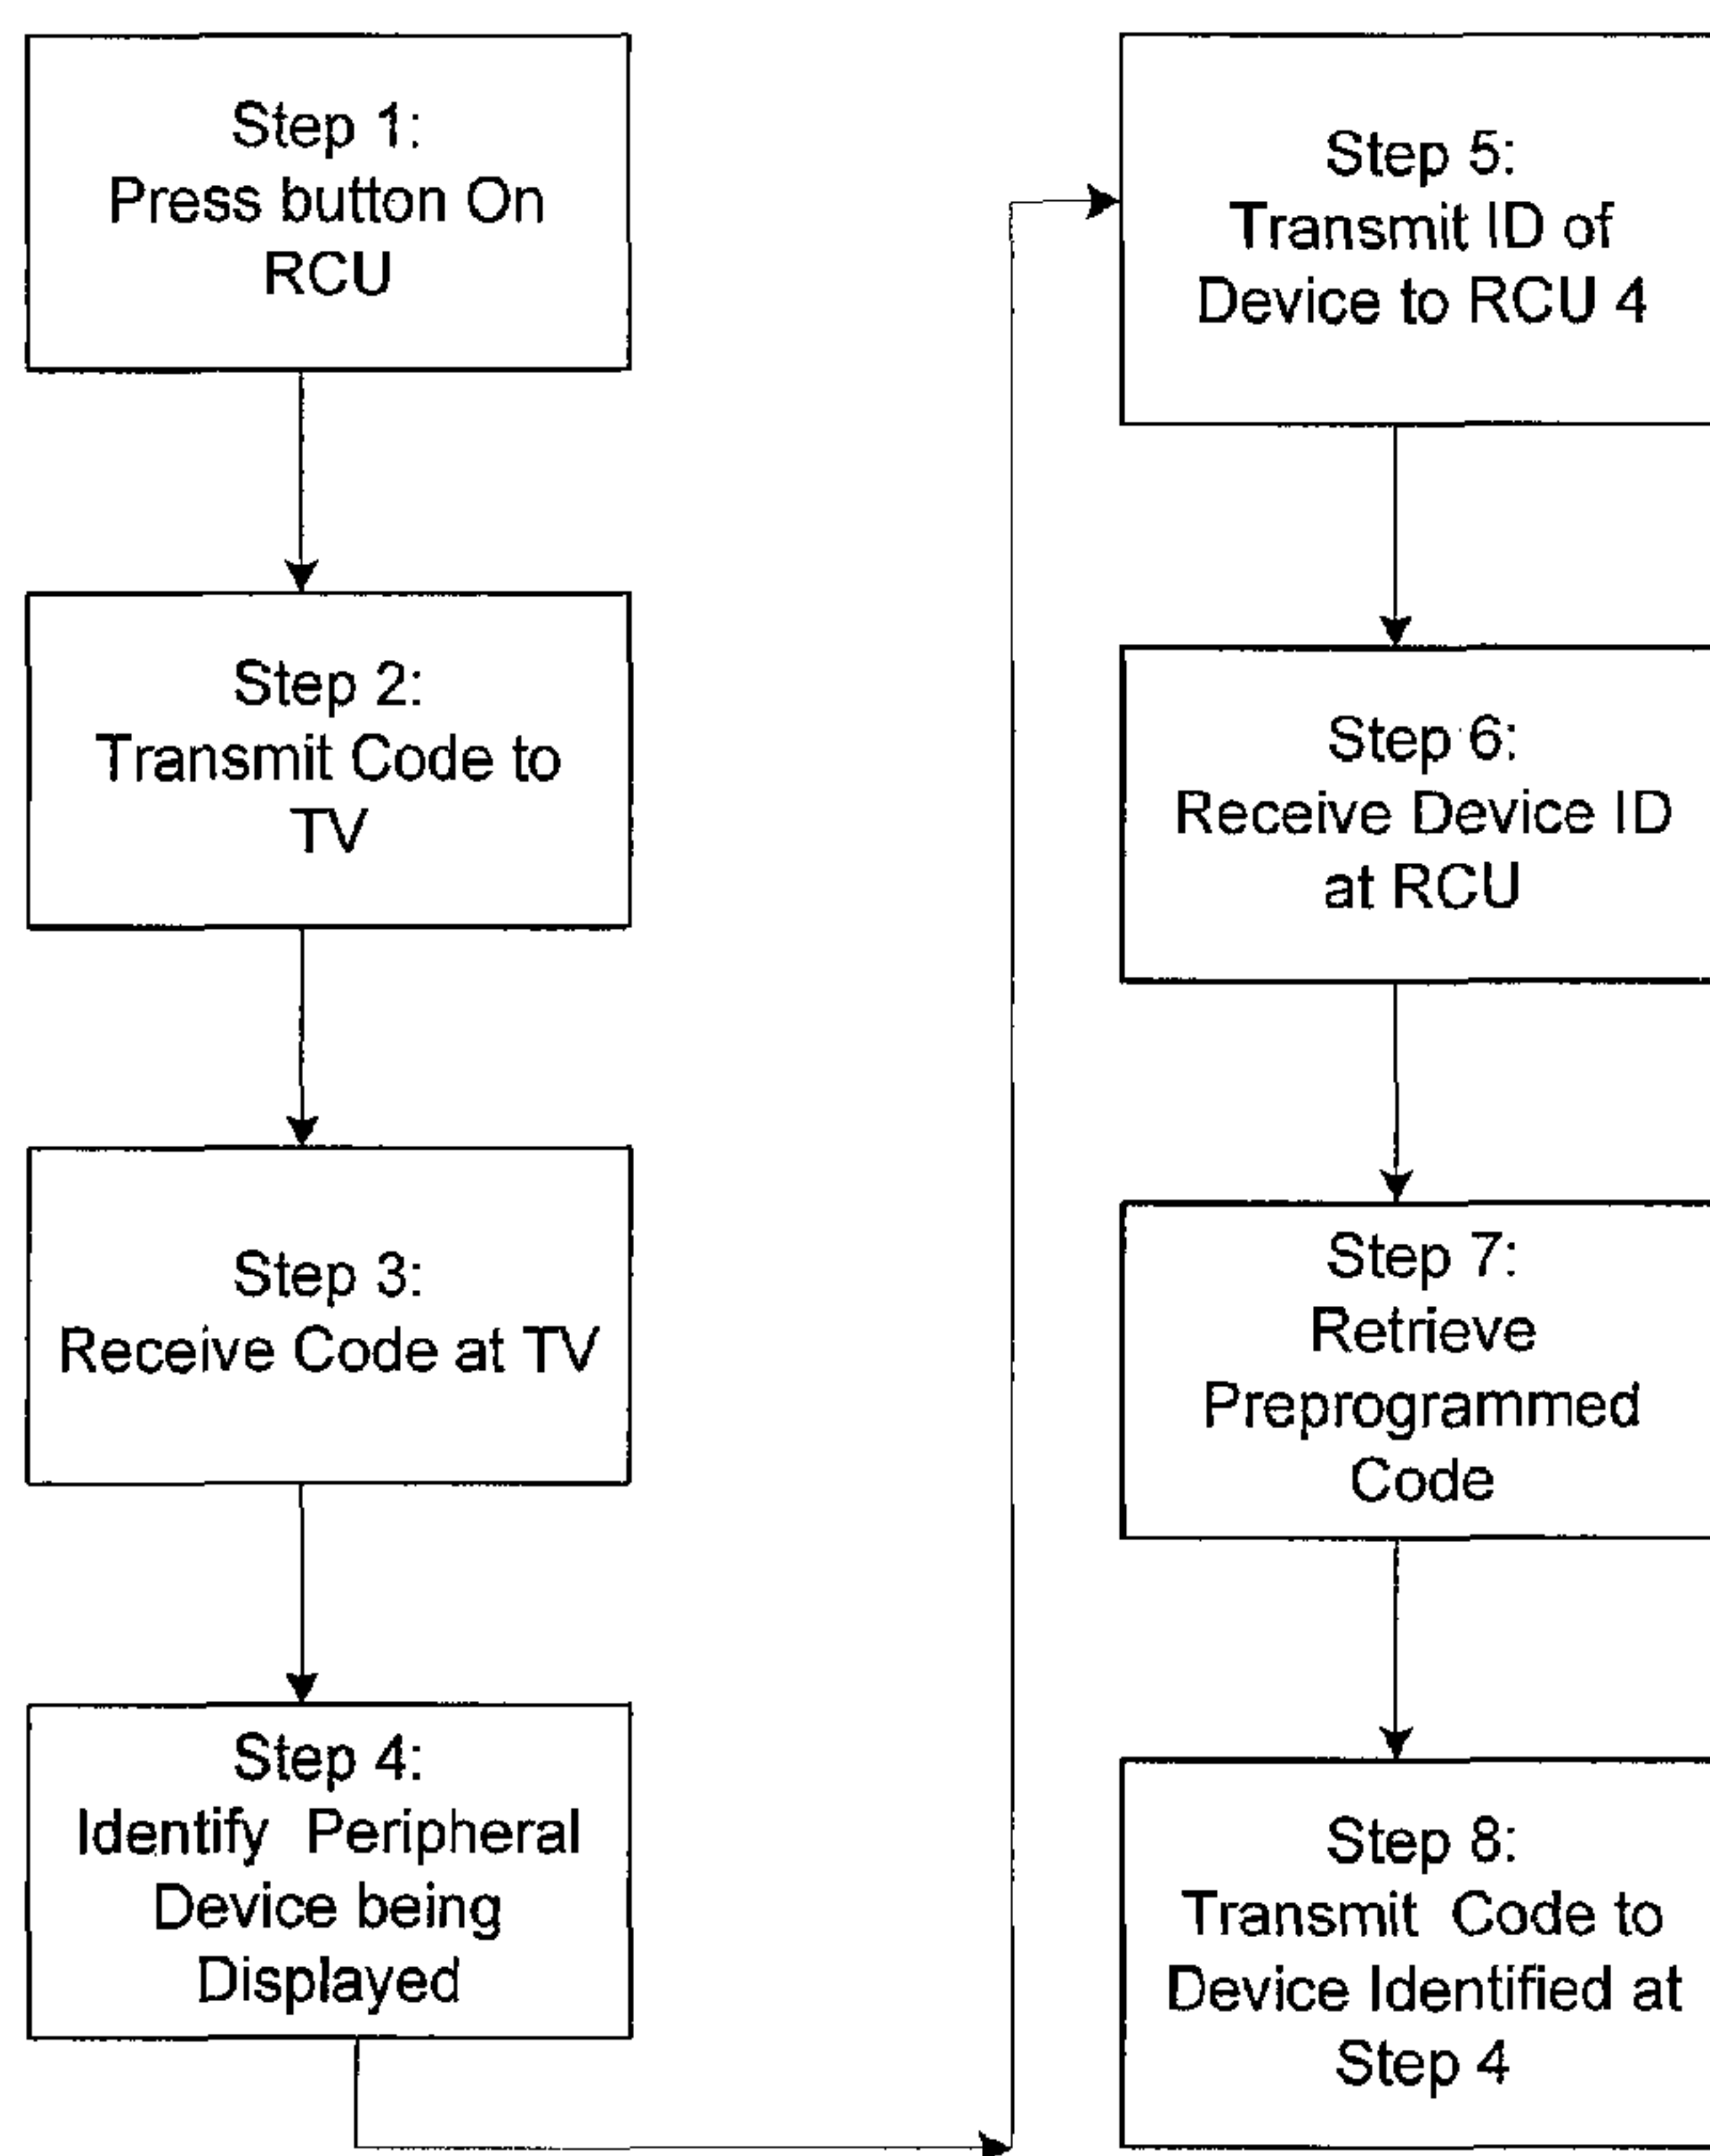 Step 1:
Press button On
RCU
Step 2:
Transmit Code to
TV
Step 3:
Receive Code at TV
Step 4:
Identify Peripheral
Device being
Displayed
Step 5:
Transmit ID of
Device to RCU 4
Step 6:
Receive Device ID
at RCU
Step 7:
Retrieve
Preprogrammed
Code
Step 8:
Transmit Code to
Device Identified at
Step 4